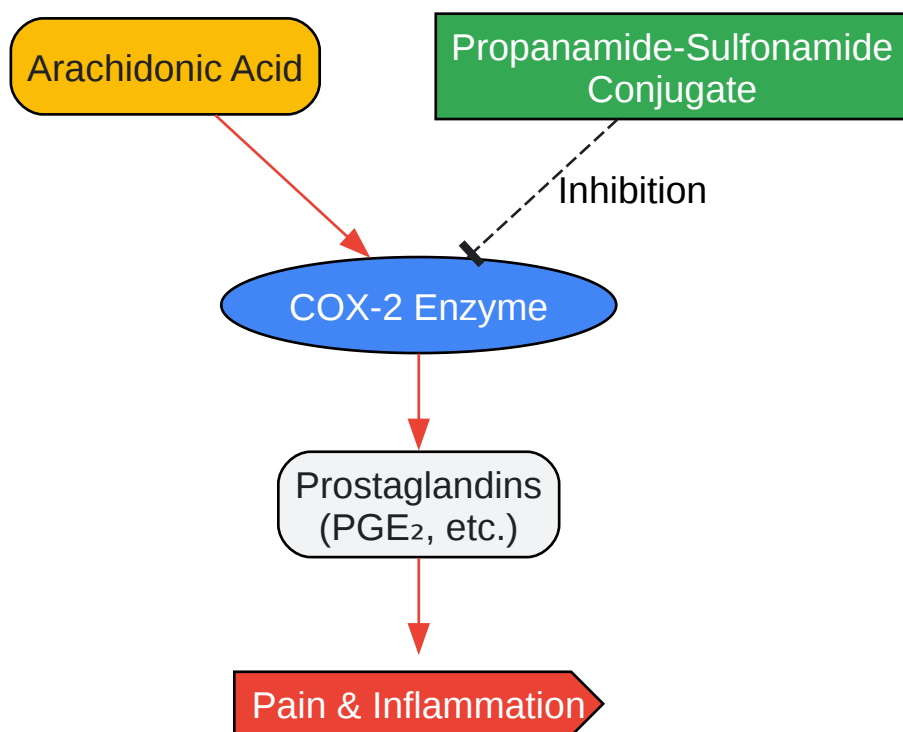 Arachidonic Acid
Propanamide-Sulfonamide
Conjugate
Inhibition
COX-2 Enzyme
Prostaglandins
(PGE₂, etc.)
Pain & Inflammation